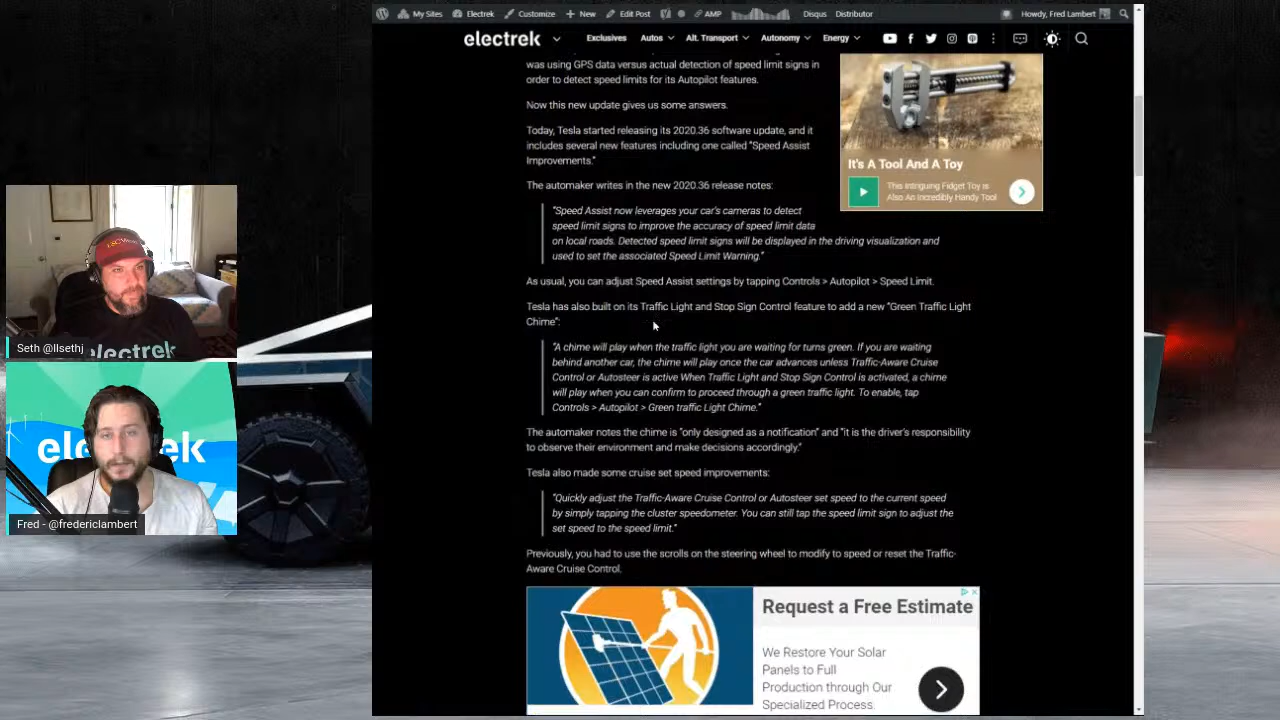 My Sites
Electrek
Customize
New
Edit Post
AMP
Disqus
Distributor
Howdy, Fred Lambert
electrek
Exclusives
Autos
Alt. Transport
Autonomy
Energy
was using GPS data versus actual detection of speed limit signs in
order to detect speed limits for its Autopilot features.
Now this new update gives us some answers.
Today, Tesla started releasing its 2020.36 software update, and it
includes several new features including one called “Speed Assist
Improvements.”
It's A Tool And A Toy
This Intriguing Fidget Toy is
Also An Incredibly Handy Tool
The automaker writes in the new 2020.36 release notes:
“Speed Assist now leverages your car's cameras to detect
speed limit signs to improve the accuracy of speed limit data
on local roads. Detected speed limit signs will be displayed in the driving visualization and
used to set the associated Speed Limit Warning.”
As usual, you can adjust Speed Assist settings by tapping Controls > Autopilot > Speed Limit.
Tesla has also built on its Traffic Light and Stop Sign Control feature to add a new “Green Traffic Light
Chime”:
“A chime will play when the traffic light you are waiting for turns green. If you are waiting
behind another car, the chime will play once the car advances unless Traffic-Aware Cruise
Control or Autosteer is active When Traffic Light and Stop Sign Control is activated, a chime
will play when you can confirm to proceed through a green traffic light. To enable, tap
Controls > Autopilot > Green traffic Light Chime.”
The automaker notes the chime is “only designed as a notification” and “it is the driver's responsibility
to observe their environment and make decisions accordingly.”
Tesla also made some cruise set speed improvements:
“Quickly adjust the Traffic-Aware Cruise Control or Autosteer set speed to the current speed
by simply tapping the cluster speedometer. You can still tap the speed limit sign to adjust the
set speed to the speed limit.”
Previously, you had to use the scrolls on the steering wheel to modify to speed or reset the Traffic-
Aware Cruise Control.
Request a Free Estimate
We Restore Your Solar
Panels to Full
Production through Our
Specialized Process.
Seth @llsethj
electrek
ele
rek
Fred - @fredericlambert